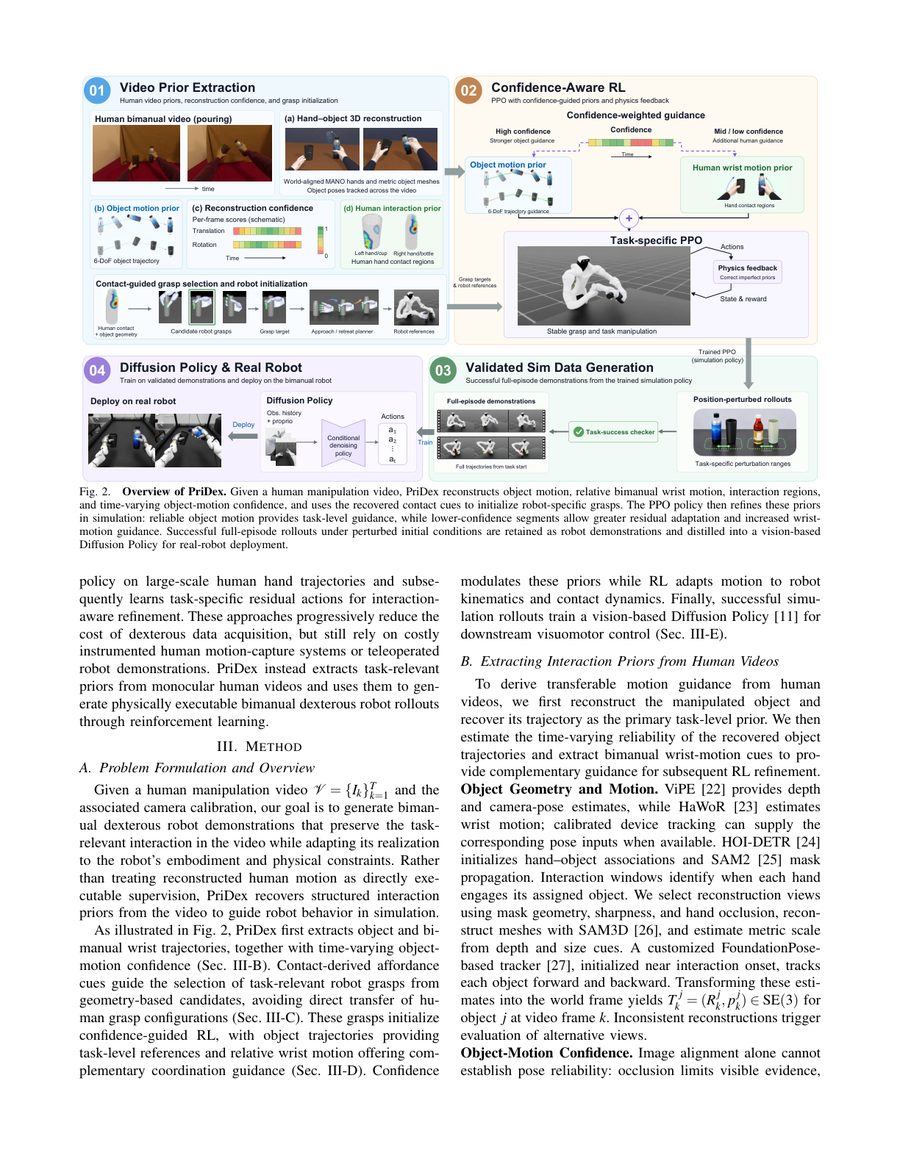 01 Video Prior Extraction
Human video priors, reconstruction confidence, and grasp initialization
Human bimanual video (pouring)
time
(a) Hand–object 3D reconstruction
World-aligned MANO hands and metric object meshes
Object poses tracked across the video
(b) Object motion prior
6-DoF object trajectory
(c) Reconstruction confidence
Per-frame scores (schematic)
Translation
Rotation
Time
1
0
(d) Human interaction prior
Left hand/cup Right hand/bottle
Human hand contact regions
Contact-guided grasp selection and robot initialization
Human contact
+ object geometry
Candidate robot grasps
Grasp target
Approach / retreat planner
Robot references
02 Confidence-Aware RL
PPO with confidence-guided priors and physics feedback
Confidence-weighted guidance
High confidence
Stronger object guidance
Confidence
Time
Mid / low confidence
Additional human guidance
Object motion prior
6-DoF trajectory guidance
Human wrist motion prior
Hand contact regions
+
Grasp targets
& robot references
Task-specific PPO
Stable grasp and task manipulation
Actions
Physics feedback
Correct imperfect priors
State & reward
Trained PPO
(simulation policy)
04 Diffusion Policy & Real Robot
Train on validated demonstrations and deploy on the bimanual robot
Deploy on real robot
Deploy
Diffusion Policy
Obs. history
+ proprio
Conditional
denoising
policy
Actions
a1
a2
⋮
at
Train
03 Validated Sim Data Generation
Successful full-episode demonstrations from the trained simulation policy
Full-episode demonstrations
Full trajectories from task start
Task-success checker
Position-perturbed rollouts
Task-specific perturbation ranges
Fig. 2. Overview of PriDex. Given a human manipulation video, PriDex reconstructs object motion, relative bimanual wrist motion, interaction regions,
and time-varying object-motion confidence, and uses the recovered contact cues to initialize robot-specific grasps. The PPO policy then refines these priors
in simulation: reliable object motion provides task-level guidance, while lower-confidence segments allow greater residual adaptation and increased wrist-
motion guidance. Successful full-episode rollouts under perturbed initial conditions are retained as robot demonstrations and distilled into a vision-based
Diffusion Policy for real-robot deployment.
policy on large-scale human hand trajectories and subse-
quently learns task-specific residual actions for interaction-
aware refinement. These approaches progressively reduce the
cost of dexterous data acquisition, but still rely on costly
instrumented human motion-capture systems or teleoperated
robot demonstrations. PriDex instead extracts task-relevant
priors from monocular human videos and uses them to gen-
erate physically executable bimanual dexterous robot rollouts
through reinforcement learning.
III. METHOD
A. Problem Formulation and Overview
Given a human manipulation video 𝒱 = {I_k}_{k=1}^T and the
associated camera calibration, our goal is to generate biman-
ual dexterous robot demonstrations that preserve the task-
relevant interaction in the video while adapting its realization
to the robot's embodiment and physical constraints. Rather
than treating reconstructed human motion as directly exe-
cutable supervision, PriDex recovers structured interaction
priors from the video to guide robot behavior in simulation.
As illustrated in Fig. 2, PriDex first extracts object and bi-
manual wrist trajectories, together with time-varying object-
motion confidence (Sec. III-B). Contact-derived affordance
cues guide the selection of task-relevant robot grasps from
geometry-based candidates, avoiding direct transfer of hu-
man grasp configurations (Sec. III-C). These grasps initialize
confidence-guided RL, with object trajectories providing
task-level references and relative wrist motion offering com-
plementary coordination guidance (Sec. III-D). Confidence
modulates these priors while RL adapts motion to robot
kinematics and contact dynamics. Finally, successful simu-
lation rollouts train a vision-based Diffusion Policy [11] for
downstream visuomotor control (Sec. III-E).
B. Extracting Interaction Priors from Human Videos
To derive transferable motion guidance from human
videos, we first reconstruct the manipulated object and
recover its trajectory as the primary task-level prior. We then
estimate the time-varying reliability of the recovered object
trajectories and extract bimanual wrist-motion cues to pro-
vide complementary guidance for subsequent RL refinement.
Object Geometry and Motion. ViPE [22] provides depth
and camera-pose estimates, while HaWoR [23] estimates
wrist motion; calibrated device tracking can supply the
corresponding pose inputs when available. HOI-DETR [24]
initializes hand–object associations and SAM2 [25] mask
propagation. Interaction windows identify when each hand
engages its assigned object. We select reconstruction views
using mask geometry, sharpness, and hand occlusion, recon-
struct meshes with SAM3D [26], and estimate metric scale
from depth and size cues. A customized FoundationPose-
based tracker [27], initialized near interaction onset, tracks
each object forward and backward. Transforming these esti-
mates into the world frame yields T_k^j = (R_k^j, p_k^j) ∈ SE(3) for
object j at video frame k. Inconsistent reconstructions trigger
evaluation of alternative views.
Object-Motion Confidence. Image alignment alone cannot
establish pose reliability: occlusion limits visible evidence,